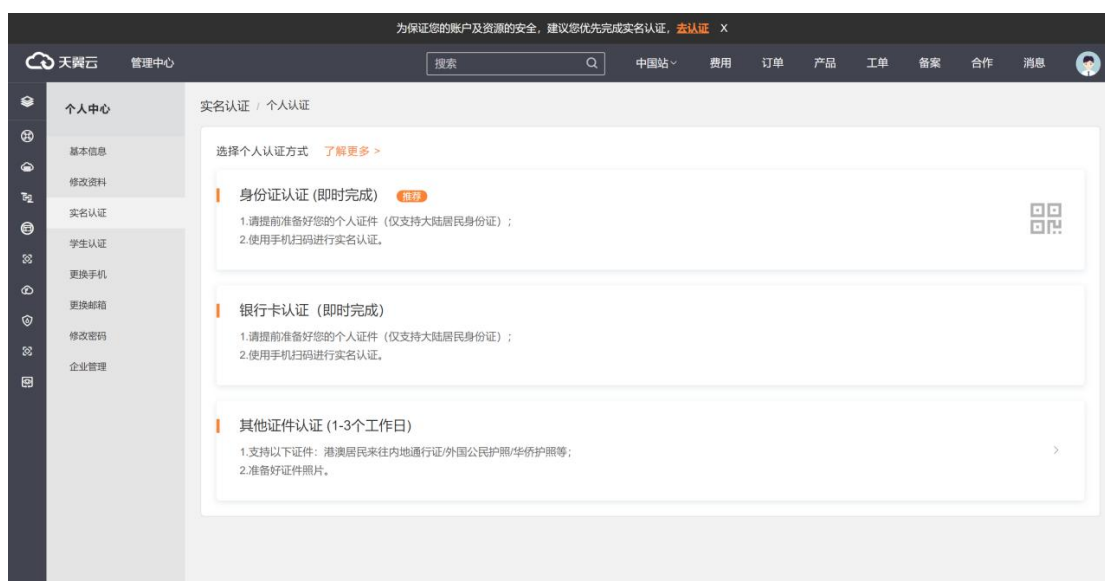 为保证您的账户及资源的安全，建议您优先完成实名认证，去认证 X
天翼云 管理中心 搜索 中国站 费用 订单 产品 工单 备案 合作 消息
个人中心
基本信息
修改资料
实名认证
学生认证
更换手机
更换邮箱
修改密码
企业管理
实名认证 / 个人认证
选择个人认证方式 了解更多 >
身份证认证 (即时完成) 推荐
1.请提前准备好您的个人证件（仅支持大陆居民身份证）;
2.使用手机扫码进行实名认证。
银行卡认证（即时完成）
1.请提前准备好您的个人证件（仅支持大陆居民身份证）;
2.使用手机扫码进行实名认证。
其他证件认证 (1-3个工作日)
1.支持以下证件：港澳居民来往内地通行证/外国公民护照/华侨护照等;
2.准备好证件照片。